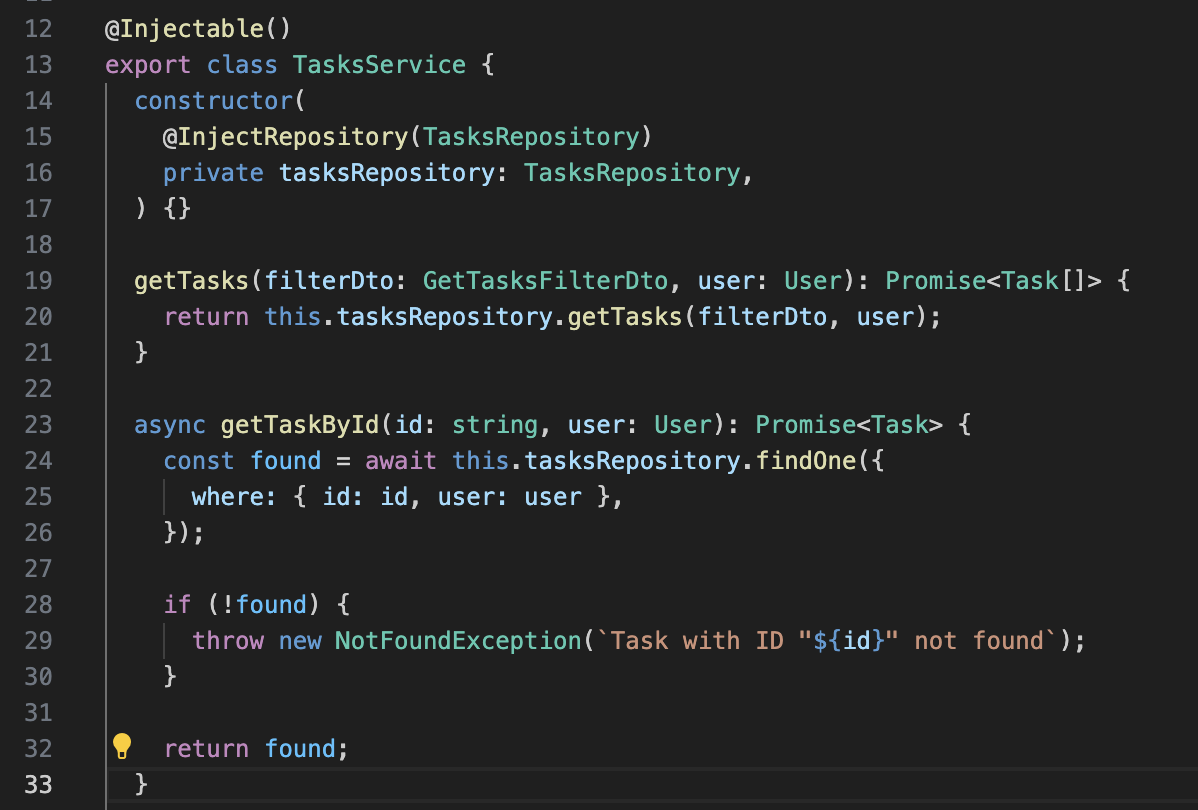 12 @Injectable()
13 export class TasksService {
14 constructor(
15 @InjectRepository(TasksRepository)
16 private tasksRepository: TasksRepository,
17 ) {}
18
19 getTasks(filterDto: GetTasksFilterDto, user: User): Promise<Task[]> {
20 return this.tasksRepository.getTasks(filterDto, user);
21 }
22
23 async getTaskById(id: string, user: User): Promise<Task> {
24 const found = await this.tasksRepository.findOne({
25 where: { id: id, user: user },
26 });
27
28 if (!found) {
29 throw new NotFoundException(`Task with ID "${id}" not found`);
30 }
31
32 return found;
33 }